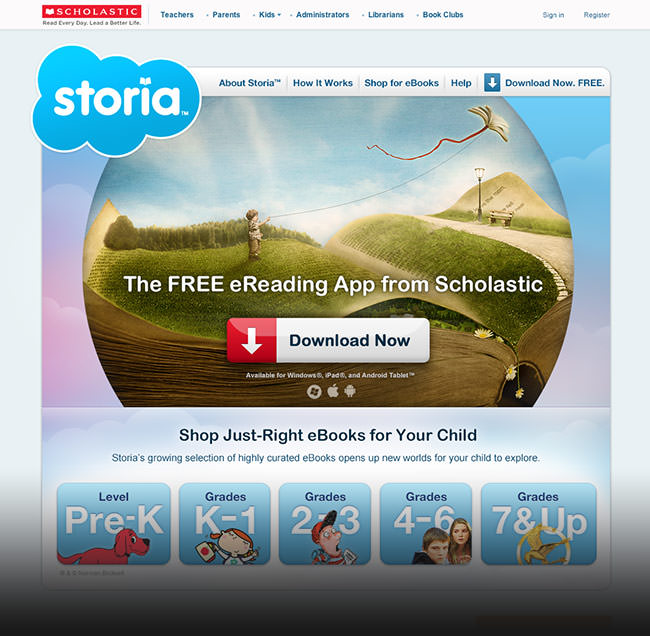 SCHOLASTIC
Read Every Day. Lead a Better Life.
Teachers • Parents • Kids • Administrators • Librarians • Book Clubs
Sign in Register
storia™
About Storia™ How It Works Shop for eBooks Help Download Now. FREE.
The FREE eReading App from Scholastic
Download Now
Available for Windows®, iPad®, and Android Tablet™
Shop Just-Right eBooks for Your Child
Storia's growing selection of highly curated eBooks opens up new worlds for your child to explore.
Level
Pre-K
Grades
K-1
Grades
2-3
Grades
4-6
Grades
7&Up
® & © Norman Bridwell